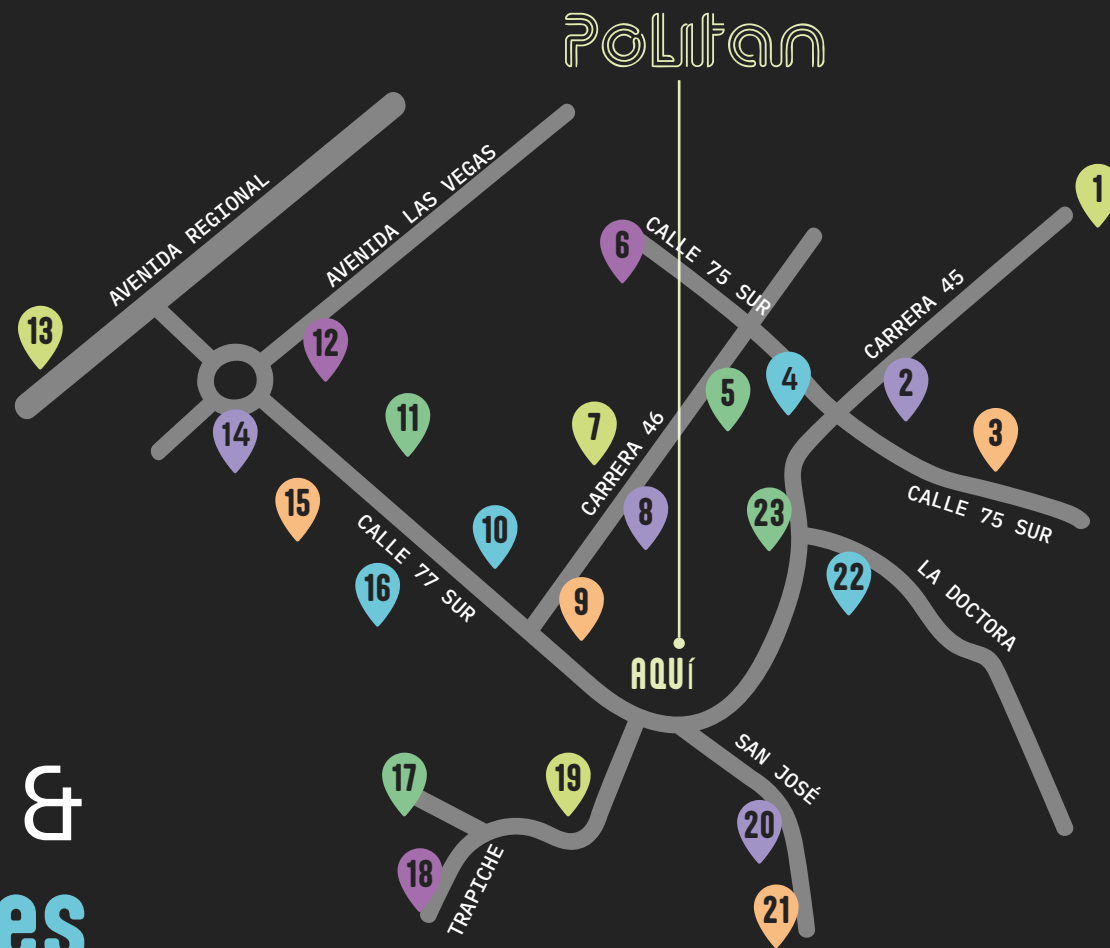 Politan
1
AVENIDA REGIONAL
AVENIDA LAS VEGAS
6
CALLE 75 SUR
CARRERA 45
13
12
4
2
5
11
7
CARRERA 46
3
14
15
10
8
23
CALLE 75 SUR
CALLE 77 SUR
16
9
22
LA DOCTORA
AQUÍ
SAN JOSÉ
17
19
&
20
18
TRAPICHE
21
es